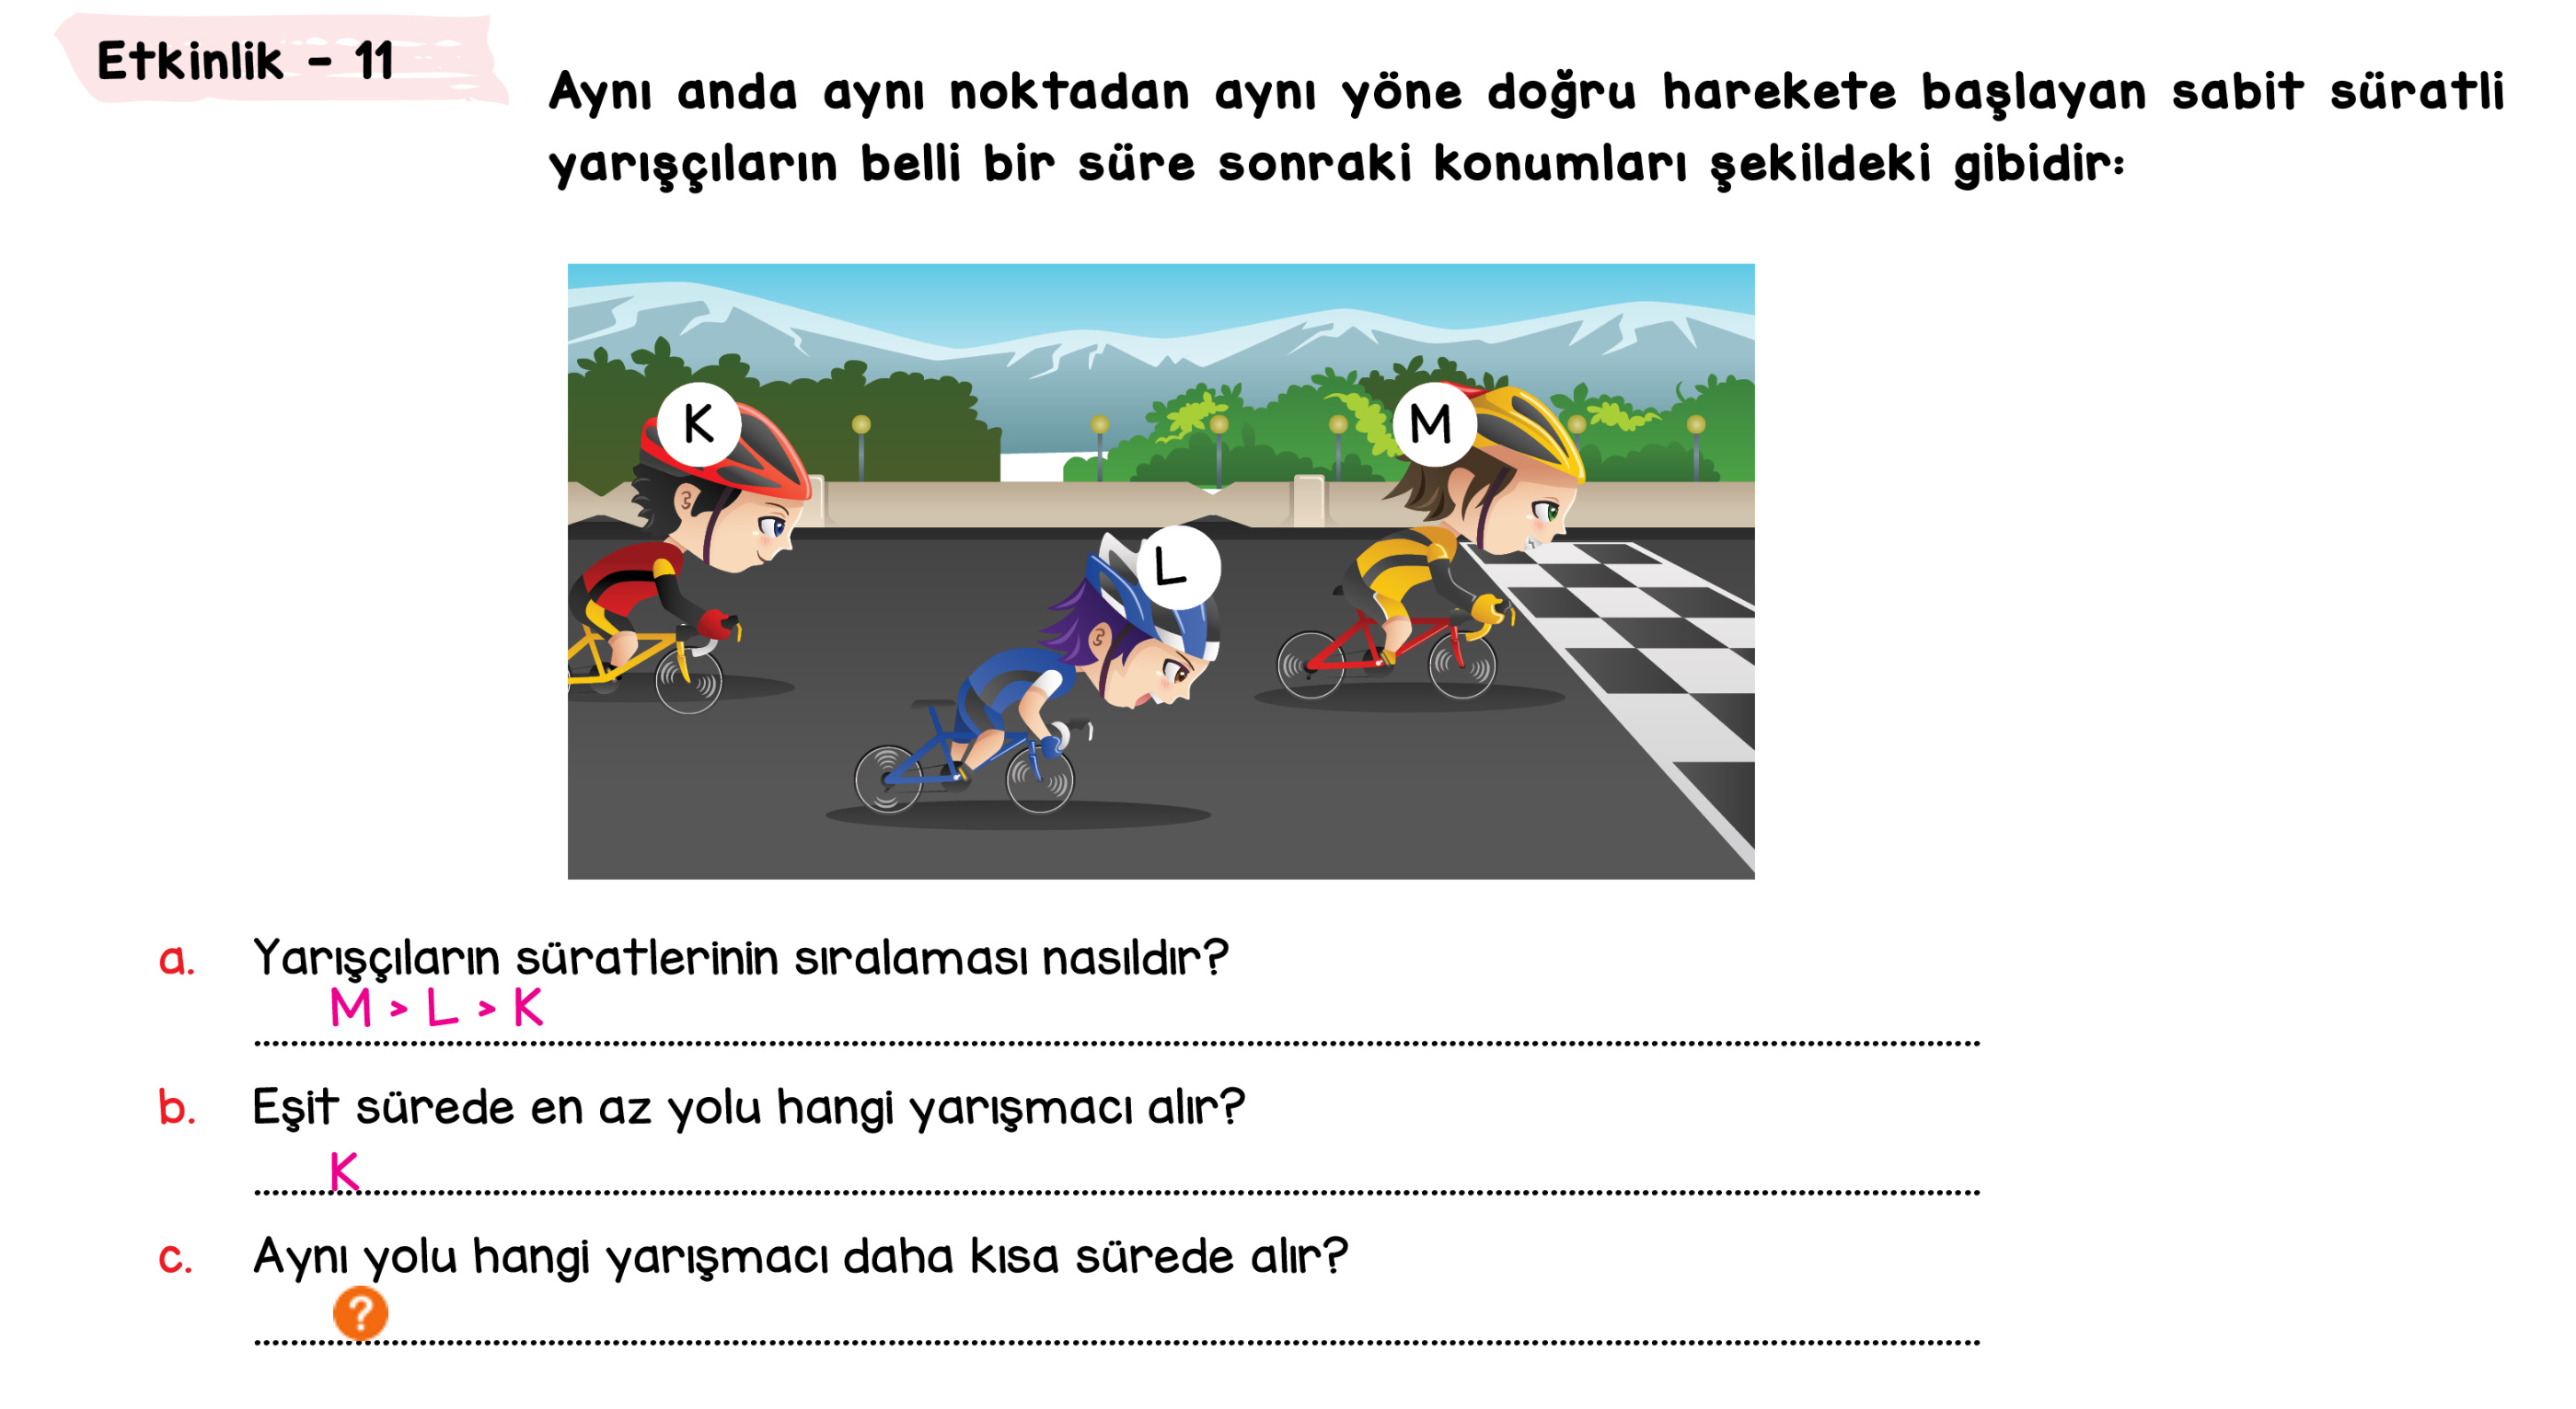 Etkinlik - 11
Aynı anda aynı noktadan aynı yöne doğru harekete başlayan sabit süratli
yarışçıların belli bir süre sonraki konumları şekildeki gibidir:
K
M
L
a. Yarışçıların süratlerinin sıralaması nasıldır?
M > L > K
b. Eşit sürede en az yolu hangi yarışmacı alır?
K
c. Aynı yolu hangi yarışmacı daha kısa sürede alır?
?